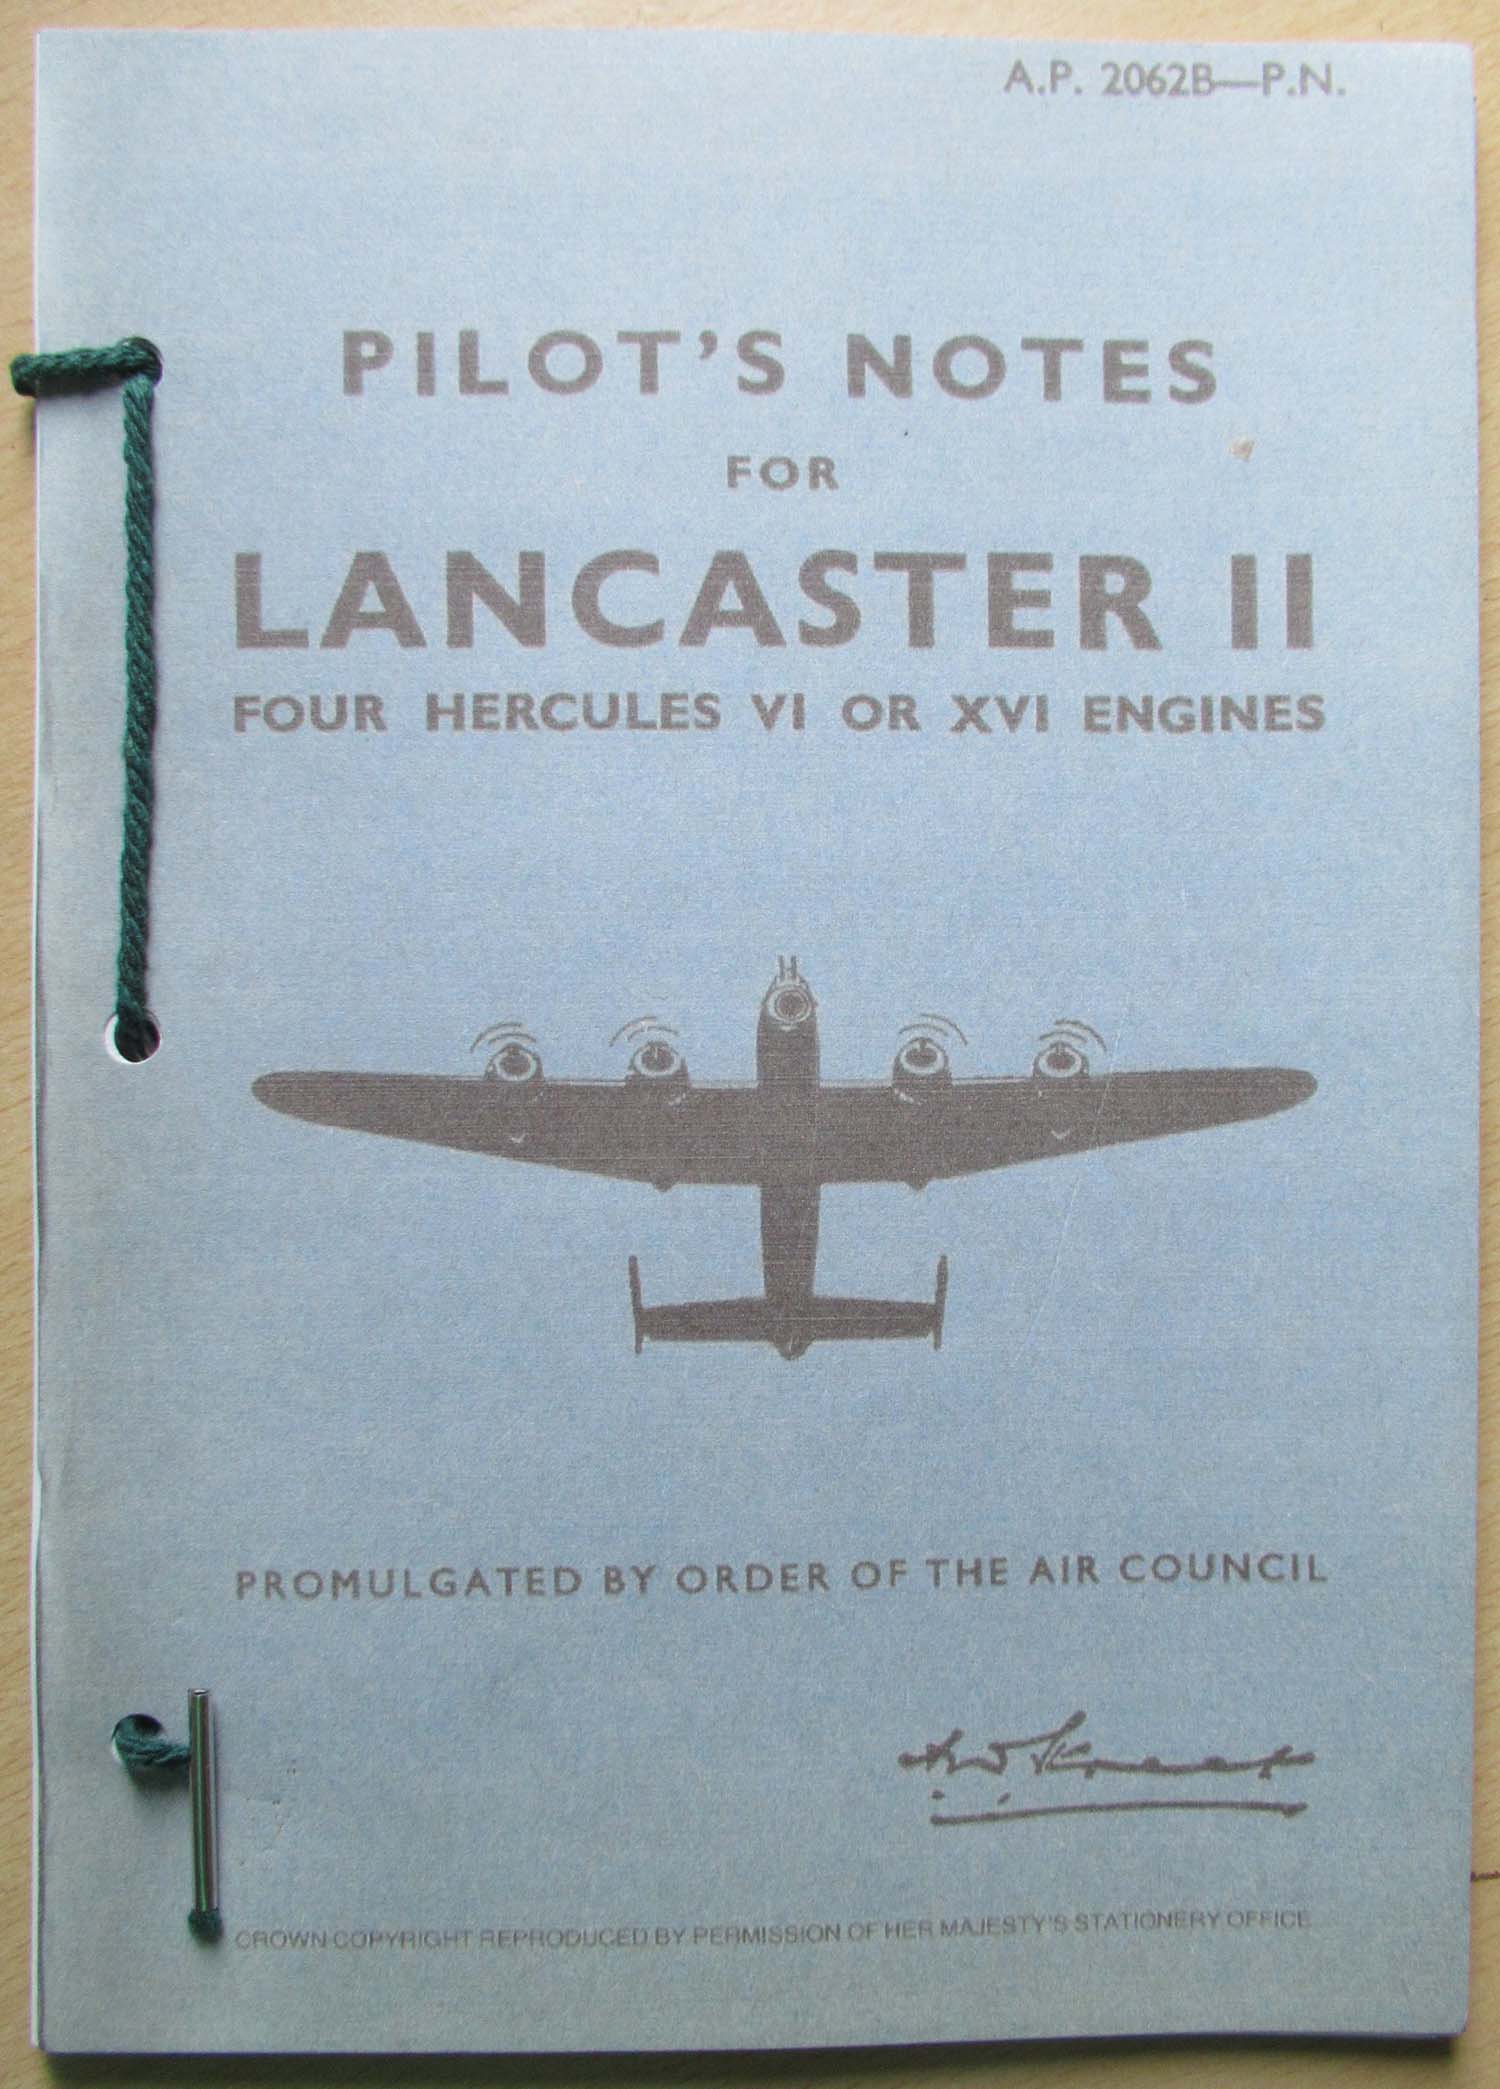 A.P. 2062B—P.N.
PILOT'S NOTES
FOR
LANCASTER II
FOUR HERCULES VI OR XVI ENGINES
PROMULGATED BY ORDER OF THE AIR COUNCIL
CROWN COPYRIGHT REPRODUCED BY PERMISSION OF HER MAJESTY'S STATIONERY OFFICE